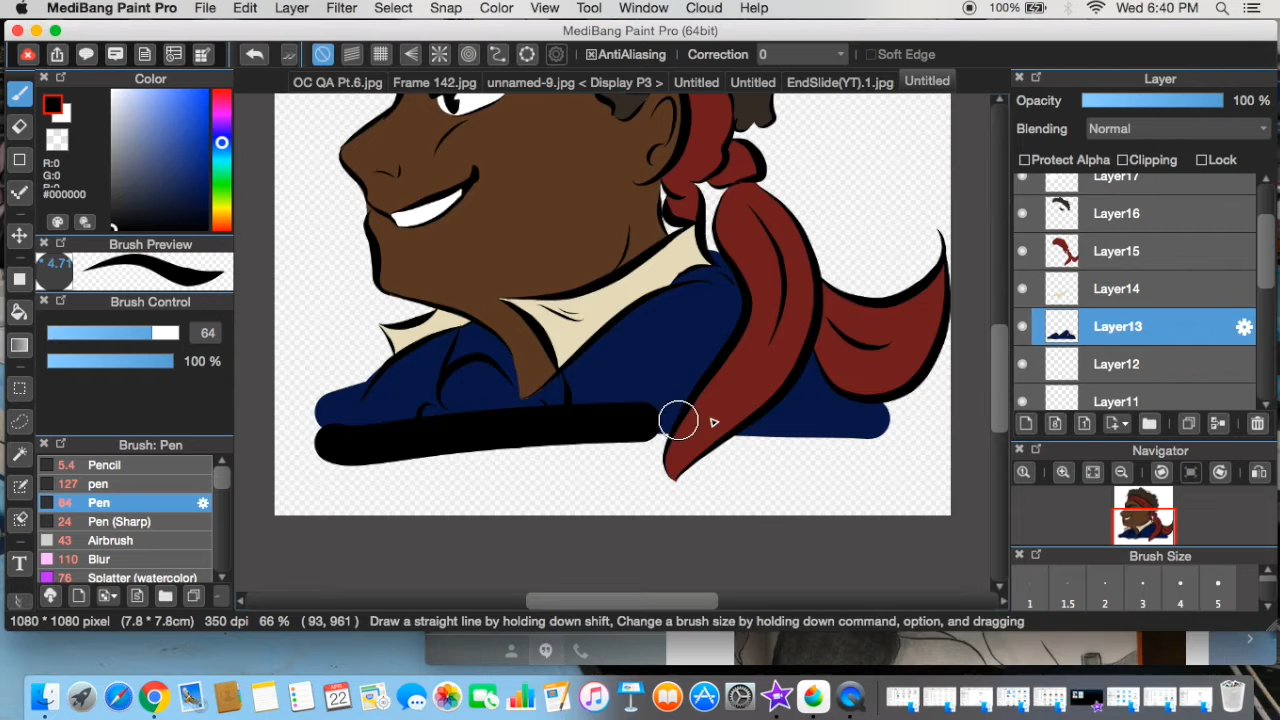 MediBang Paint Pro File Edit Layer Filter Select Snap Color View Tool Window Cloud Help 100% Wed 6:40 PM
MediBang Paint Pro (64bit)
AntiAliasing Correction 0 Soft Edge
OC QA Pt.6.jpg Frame 142.jpg unnamed-9.jpg < Display P3 > Untitled Untitled EndSlide(YT).1.jpg Untitled
Color
R:0
G:0
B:0
#000000
Brush Preview
* 4.71
Brush Control
64
100 %
Brush: Pen
5.4 Pencil
127 pen
64 Pen
24 Pen (Sharp)
43 Airbrush
110 Blur
76 Splatter (watercolor)
T
Layer
Opacity 100 %
Blending Normal
Protect Alpha Clipping Lock
Layer17
Layer16
Layer15
Layer14
Layer13
Layer12
Layer11
8 1
Navigator
Brush Size
1 1.5 2 3 4 5
1080 * 1080 pixel (7.8 * 7.8cm) 350 dpi 66 % ( 93, 961 ) Draw a straight line by holding down shift, Change a brush size by holding down command, option, and dragging
APR
22